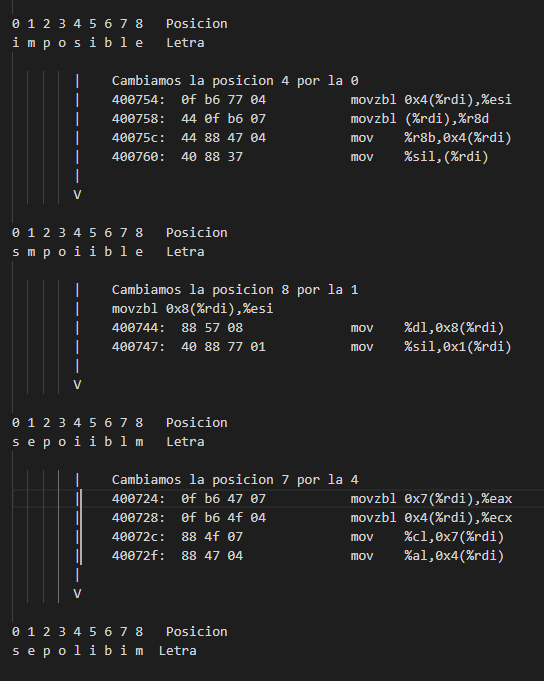 0 1 2 3 4 5 6 7 8   Posicion
i m p o s i b l e   Letra
|   Cambiamos la posicion 4 por la 0
|   400754:  0f b6 77 04           movzbl 0x4(%rdi),%esi
|   400758:  44 0f b6 07           movzbl (%rdi),%r8d
|   40075c:  44 88 47 04           mov    %r8b,0x4(%rdi)
|   400760:  40 88 37              mov    %sil,(%rdi)
|
V
0 1 2 3 4 5 6 7 8   Posicion
s m p o i i b l e   Letra
|   Cambiamos la posicion 8 por la 1
|   movzbl 0x8(%rdi),%esi
|   400744:  88 57 08              mov    %dl,0x8(%rdi)
|   400747:  40 88 77 01           mov    %sil,0x1(%rdi)
|
V
0 1 2 3 4 5 6 7 8   Posicion
s e p o i i b l m   Letra
|   Cambiamos la posicion 7 por la 4
|   400724:  0f b6 47 07           movzbl 0x7(%rdi),%eax
|   400728:  0f b6 4f 04           movzbl 0x4(%rdi),%ecx
|   40072c:  88 4f 07              mov    %cl,0x7(%rdi)
|   40072f:  88 47 04              mov    %al,0x4(%rdi)
|
V
0 1 2 3 4 5 6 7 8   Posicion
s e p o l i b i m  Letra